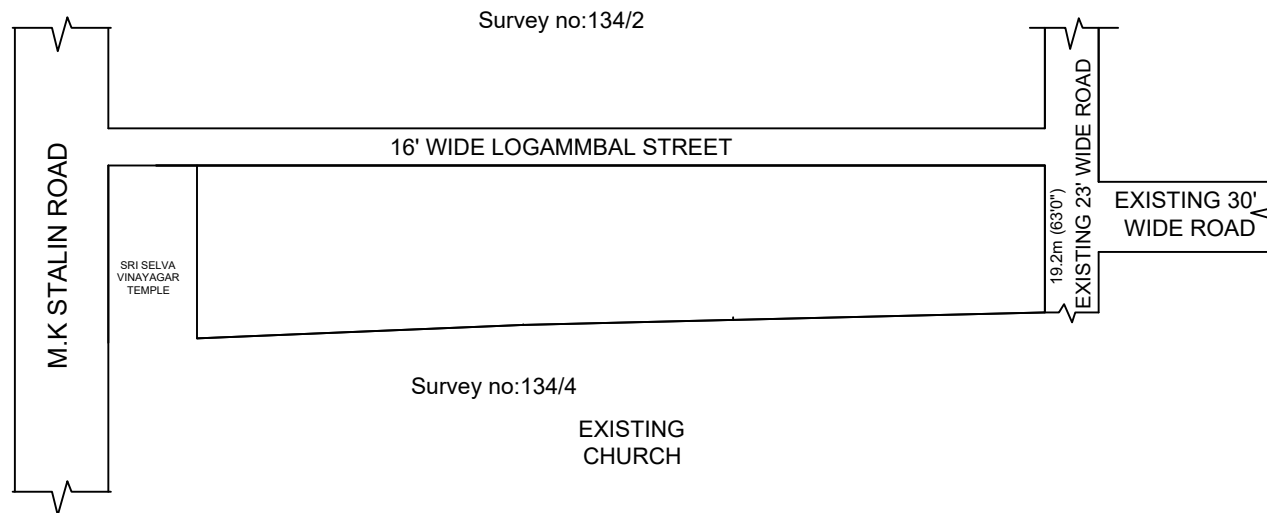 Survey no:134/2
16' WIDE LOGAMMBAL STREET
M.K STALIN ROAD
SRI SELVA
VINAYAGAR
TEMPLE
19.2m (63'0")
EXISTING 23' WIDE ROAD
EXISTING 30'
WIDE ROAD
Survey no:134/4
EXISTING
CHURCH